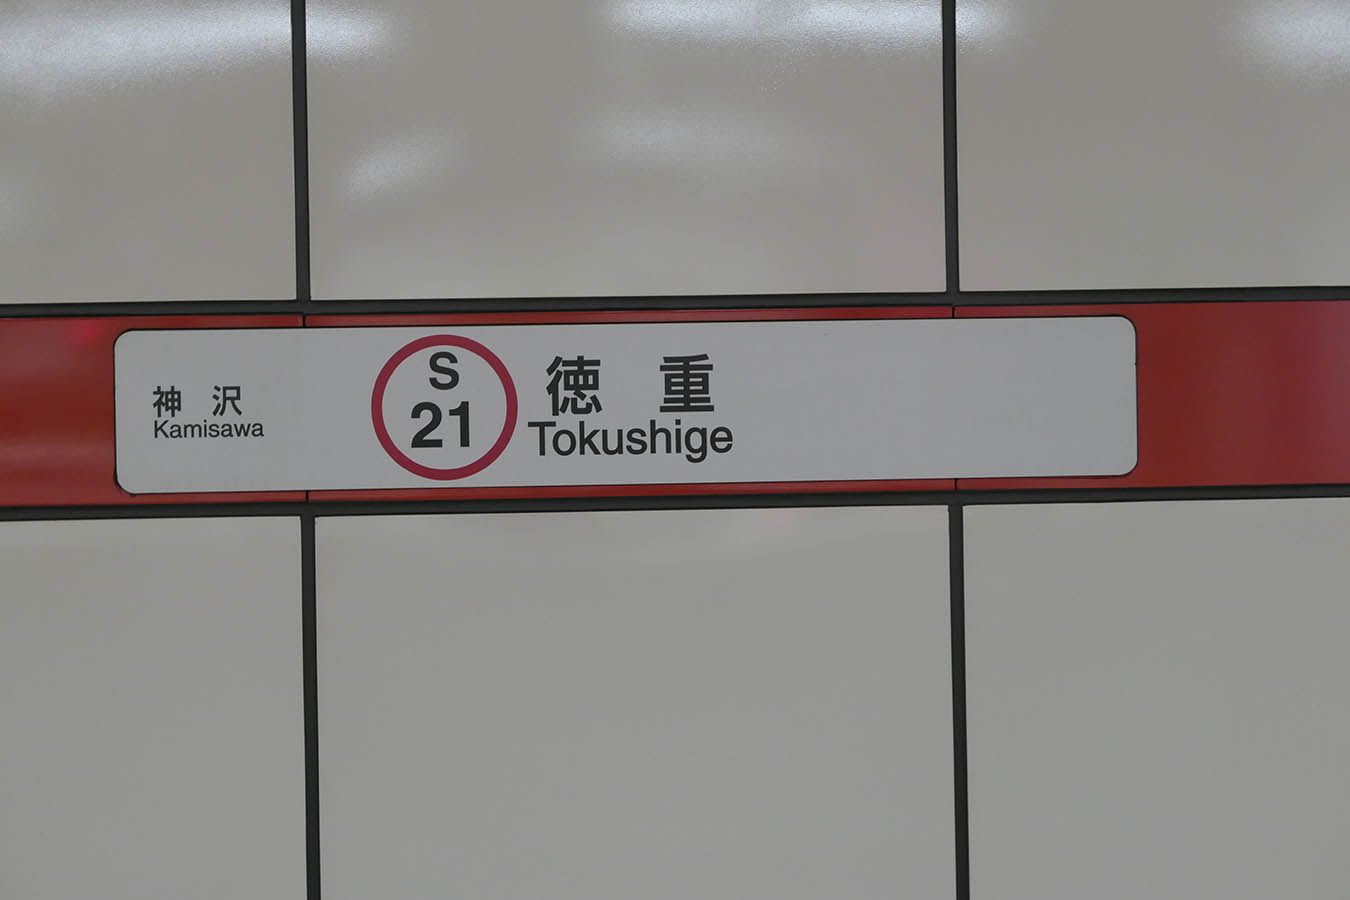 神沢
Kamisawa
S
21
徳重
Tokushige